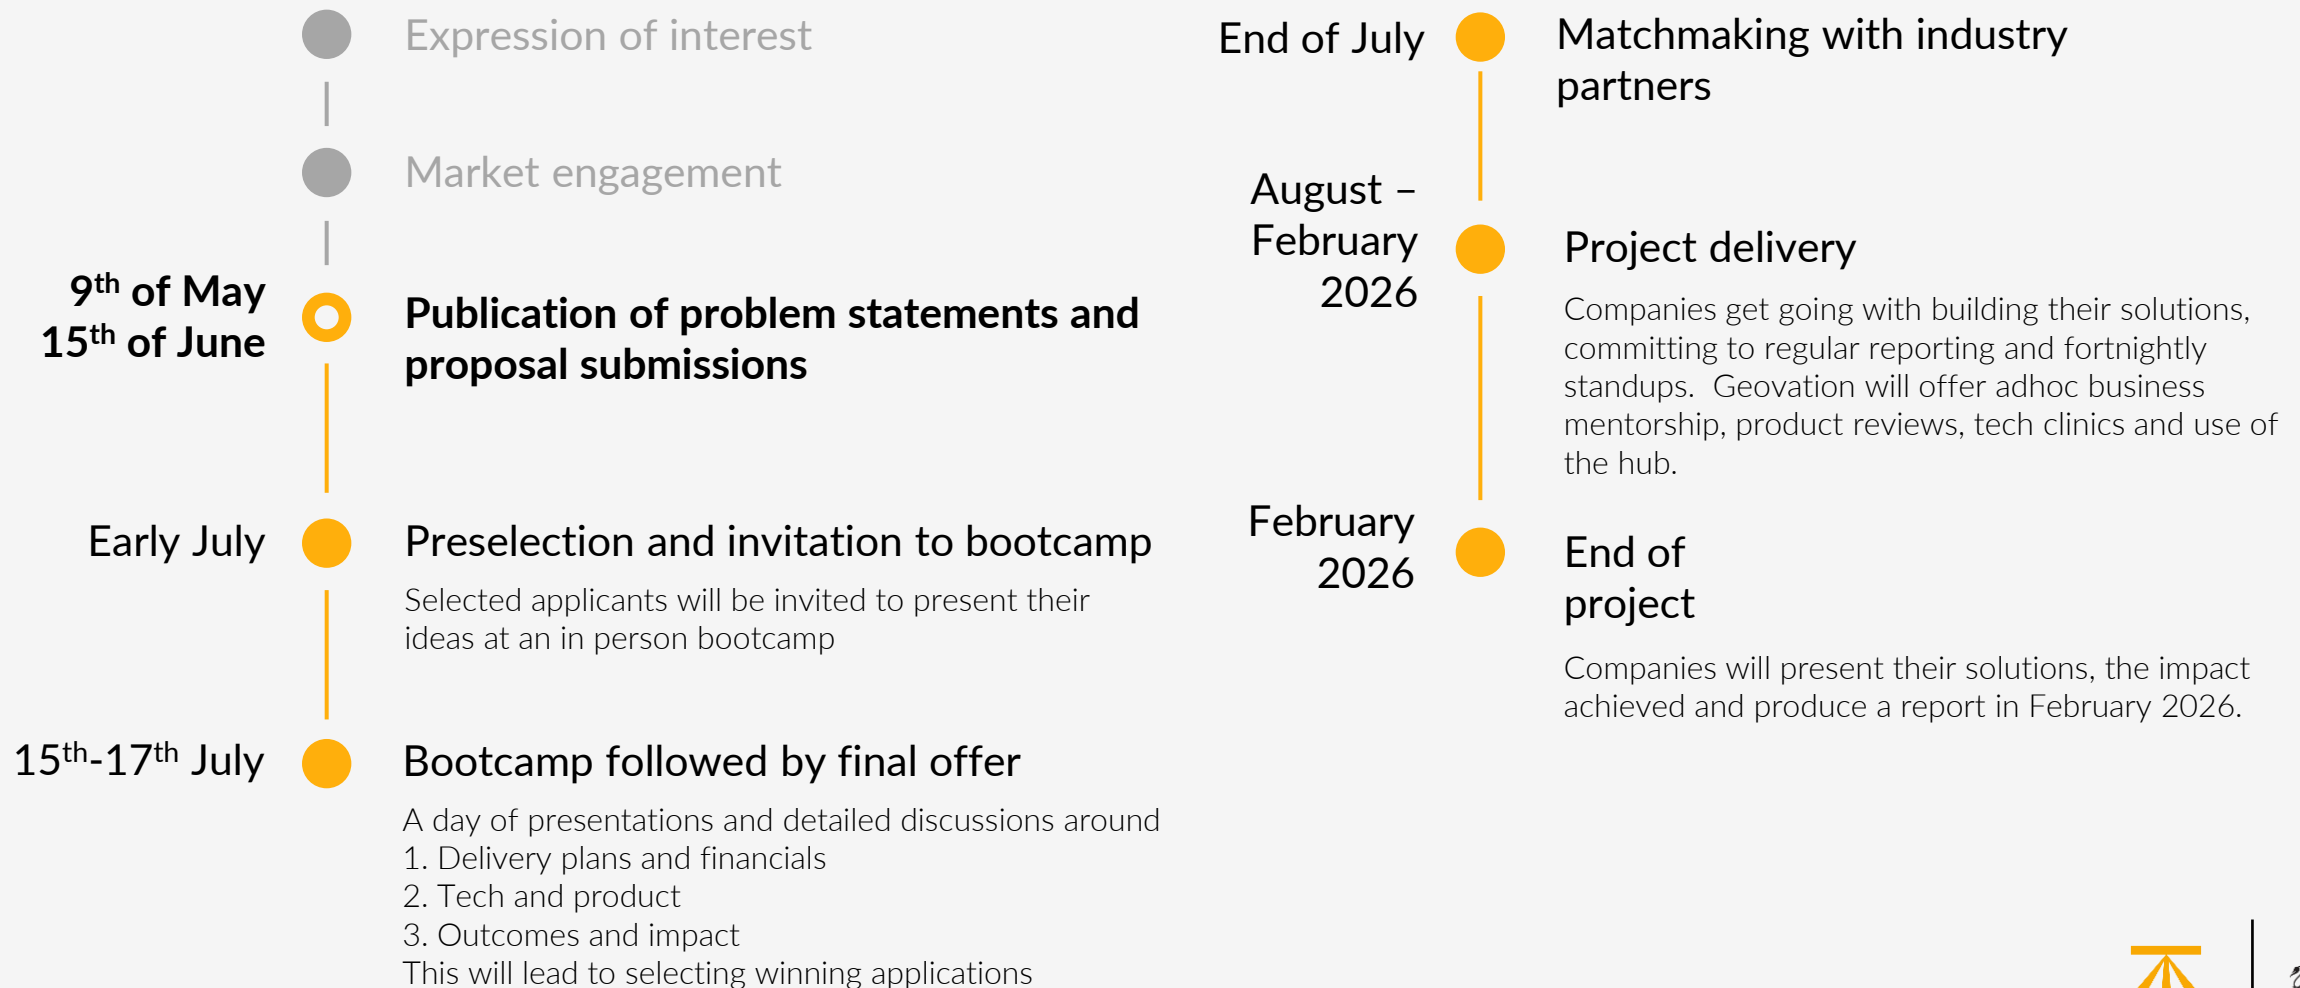 Expression of interest
Market engagement
9th of May
15th of June
Publication of problem statements and
proposal submissions
Early July
Preselection and invitation to bootcamp
Selected applicants will be invited to present their
ideas at an in person bootcamp
15th-17th July
Bootcamp followed by final offer
A day of presentations and detailed discussions around
1. Delivery plans and financials
2. Tech and product
3. Outcomes and impact
This will lead to selecting winning applications
End of July
Matchmaking with industry
partners
August –
February
2026
Project delivery
Companies get going with building their solutions,
committing to regular reporting and fortnightly
standups.  Geovation will offer adhoc business
mentorship, product reviews, tech clinics and use of
the hub.
February
2026
End of
project
Companies will present their solutions, the impact
achieved and produce a report in February 2026.